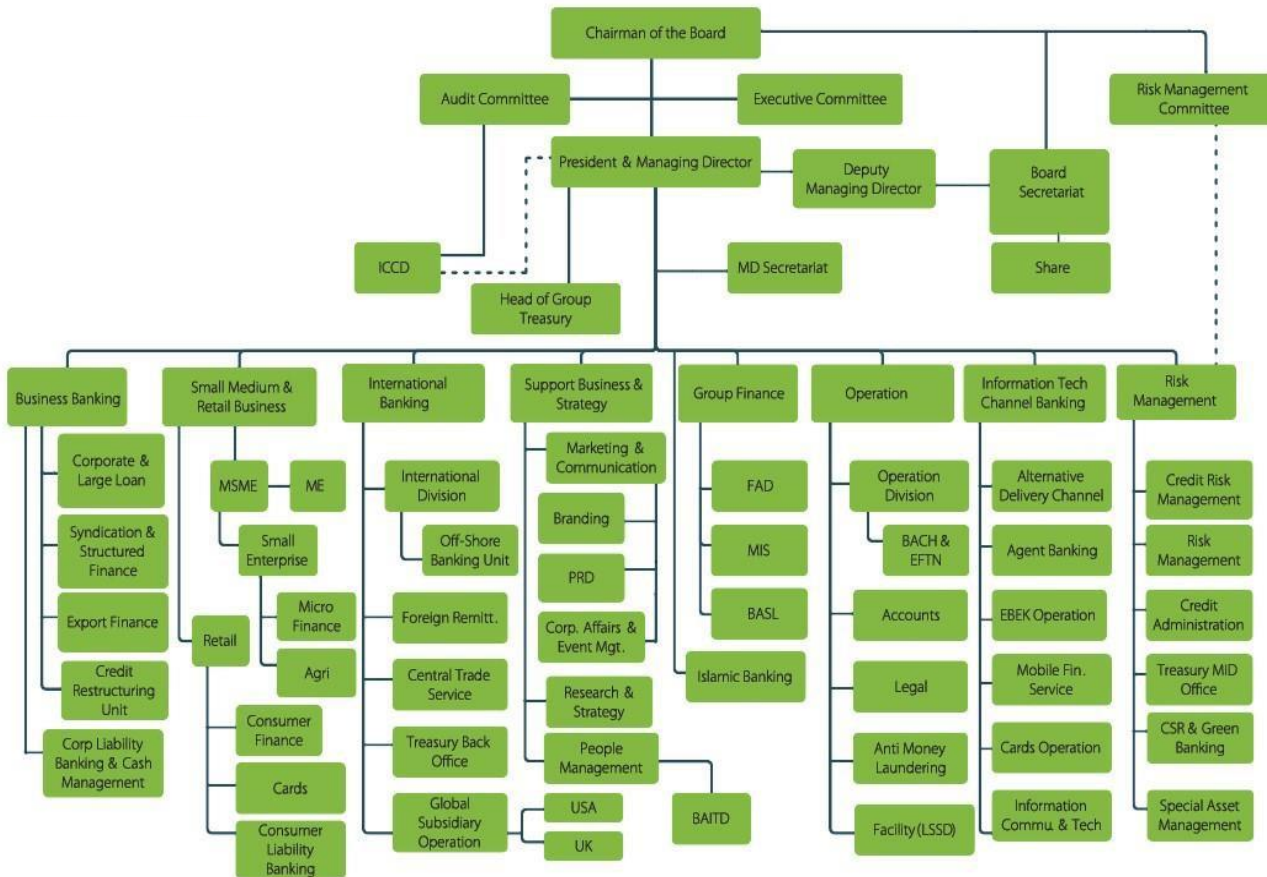 Chairman of the Board
Audit Committee
Executive Committee
Risk Management
Committee
President & Managing Director
Deputy
Managing Director
Board
Secretariat
ICCD
MD Secretariat
Share
Head of Group
Treasury
Business Banking
Small Medium &
Retail Business
International
Banking
Support Business &
Strategy
Group Finance
Operation
Information Tech
Channel Banking
Risk
Management
Corporate &
Large Loan
Syndication &
Structured
Finance
Export Finance
Credit
Restructuring
Unit
Corp Liability
Banking & Cash
Management
MSME
ME
Small
Enterprise
Micro
Finance
Agri
Retail
Consumer
Finance
Cards
Consumer
Liability
Banking
International
Division
Off-Shore
Banking Unit
Foreign Remitt.
Central Trade
Service
Treasury Back
Office
Global
Subsidiary
Operation
USA
UK
Marketing &
Communication
Branding
PRD
Corp. Affairs &
Event Mgt.
Research &
Strategy
People
Management
BAITD
FAD
MIS
BASL
Islamic Banking
Operation
Division
BACH &
EFTN
Accounts
Legal
Anti Money
Laundering
Facility (LSSD)
Alternative
Delivery Channel
Agent Banking
EBEK Operation
Mobile Fin.
Service
Cards Operation
Information
Commu. & Tech
Credit Risk
Management
Risk
Management
Credit
Administration
Treasury MID
Office
CSR & Green
Banking
Special Asset
Management